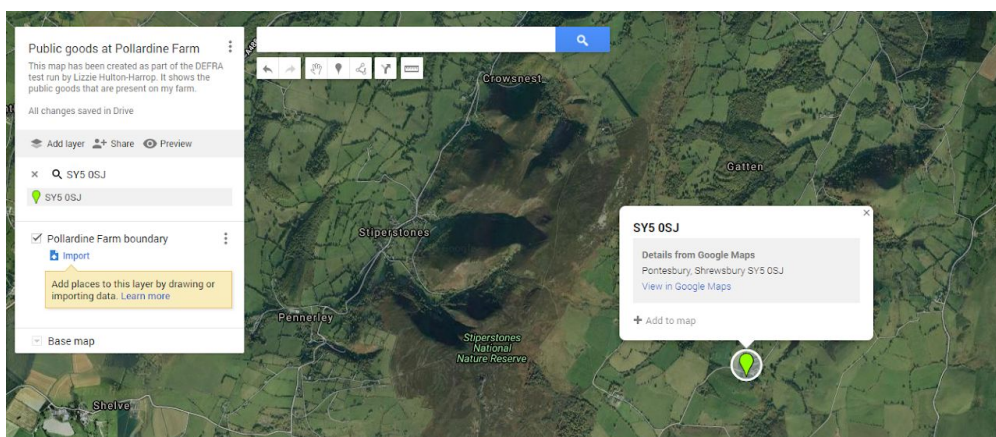 Public goods at Pollardine Farm
This map has been created as part of the DEFRA
test run by Lizzie Hulton-Harrop. It shows the
public goods that are present on my farm.
All changes saved in Drive
Add layer
Share
Preview
SY5 0SJ
SY5 0SJ
Pollardine Farm boundary
Import
Add places to this layer by drawing or
importing data. Learn more
Base map
Crowsnest
Gatten
Stiperstones
Pennerley
Stiperstones
National
Nature Reserve
Shelve
SY5 0SJ
Details from Google Maps
Pontesbury, Shrewsbury SY5 0SJ
View in Google Maps
Add to map